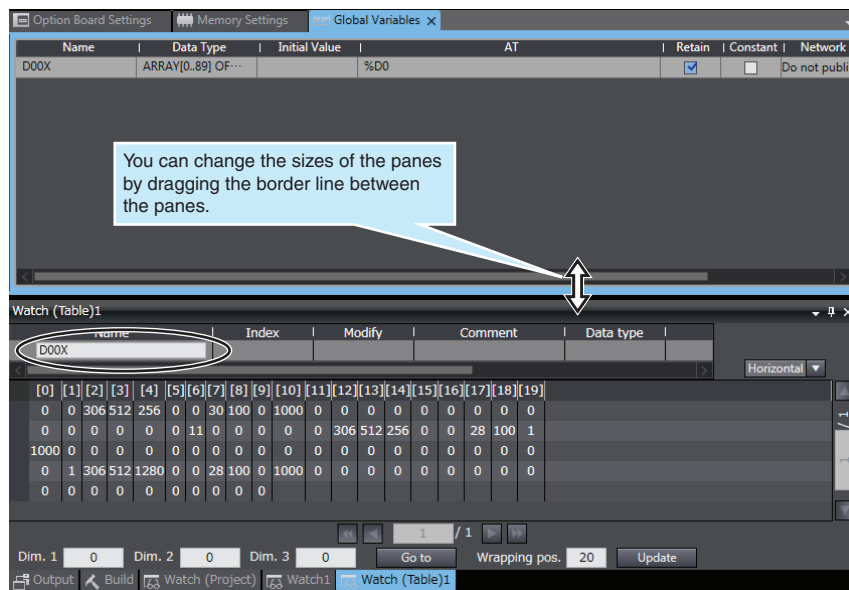 Option Board Settings Memory Settings Global Variables
Name Data Type Initial Value AT Retain Constant Network
D00X ARRAY[0..89] OF··· %D0 Do not publi
You can change the sizes of the panes
by dragging the border line between
the panes.
Watch (Table)1
Name Index Modify Comment Data type
D00X
Horizontal
[0] [1] [2] [3] [4] [5] [6] [7] [8] [9] [10] [11] [12] [13] [14] [15] [16] [17] [18] [19]
0 0 306 512 256 0 0 30 100 0 1000 0 0 0 0 0 0 0 0 0
0 0 0 0 0 0 11 0 0 0 0 0 306 512 256 0 0 28 100 1
1000 0 0 0 0 0 0 0 0 0 0 0 0 0 0 0 0 0 0 0
0 1 306 512 1280 0 0 28 100 0 1000 0 0 0 0 0 0 0 0 0
0 0 0 0 0 0 0 0 0 0
1 / 1
1 / 1
Dim. 1 0 Dim. 2 0 Dim. 3 0 Go to Wrapping pos. 20 Update
Output Build Watch (Project) Watch1 Watch (Table)1